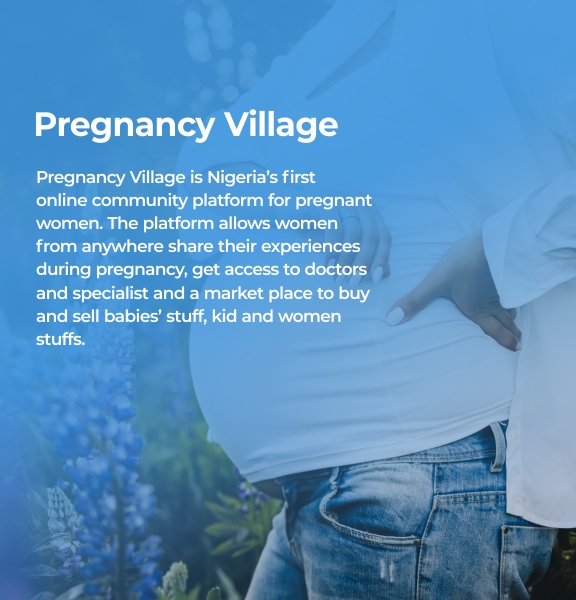 Pregnancy Village
Pregnancy Village is Nigeria's first
online community platform for pregnant
women. The platform allows women
from anywhere share their experiences
during pregnancy, get access to doctors
and specialist and a market place to buy
and sell babies' stuff, kid and women
stuffs.